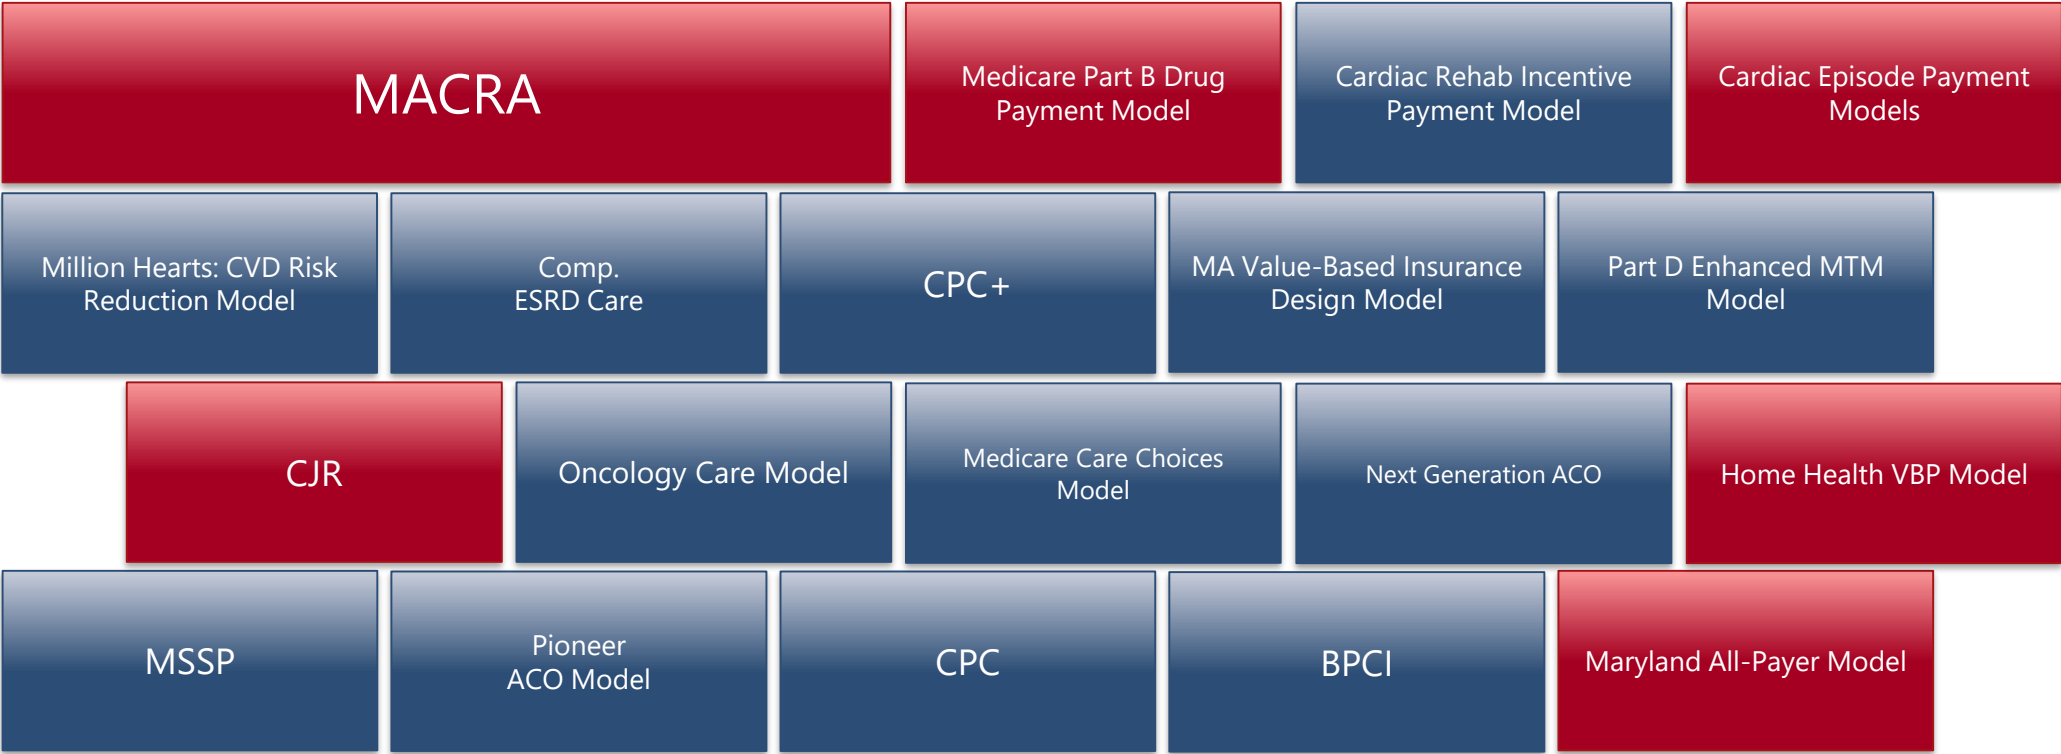 MACRA
Medicare Part B Drug
Payment Model
Cardiac Rehab Incentive
Payment Model
Cardiac Episode Payment
Models
Million Hearts: CVD Risk
Reduction Model
Comp.
ESRD Care
CPC+
MA Value-Based Insurance
Design Model
Part D Enhanced MTM
Model
CJR
Oncology Care Model
Medicare Care Choices
Model
Next Generation ACO
Home Health VBP Model
MSSP
Pioneer
ACO Model
CPC
BPCI
Maryland All-Payer Model